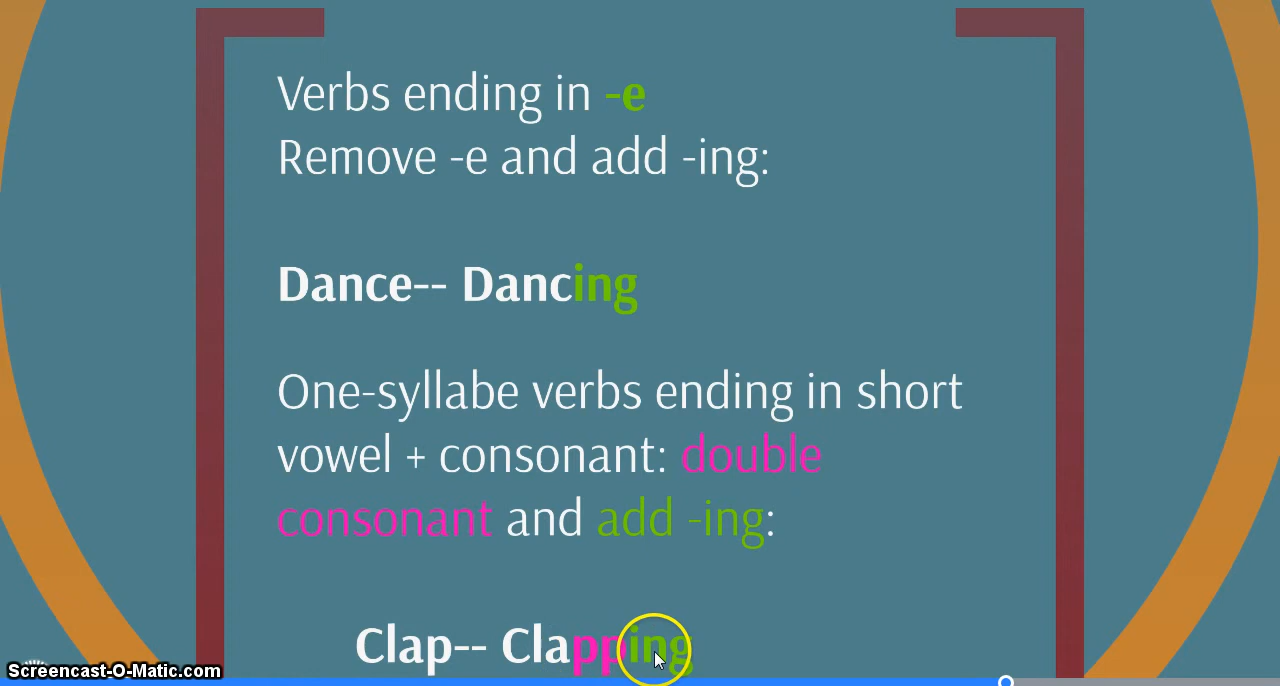 Verbs ending in -e
Remove -e and add -ing:
Dance-- Dancing
One-syllabe verbs ending in short
vowel + consonant: double
consonant and add -ing:
Clap-- Clapping
Screencast-O-Matic.com